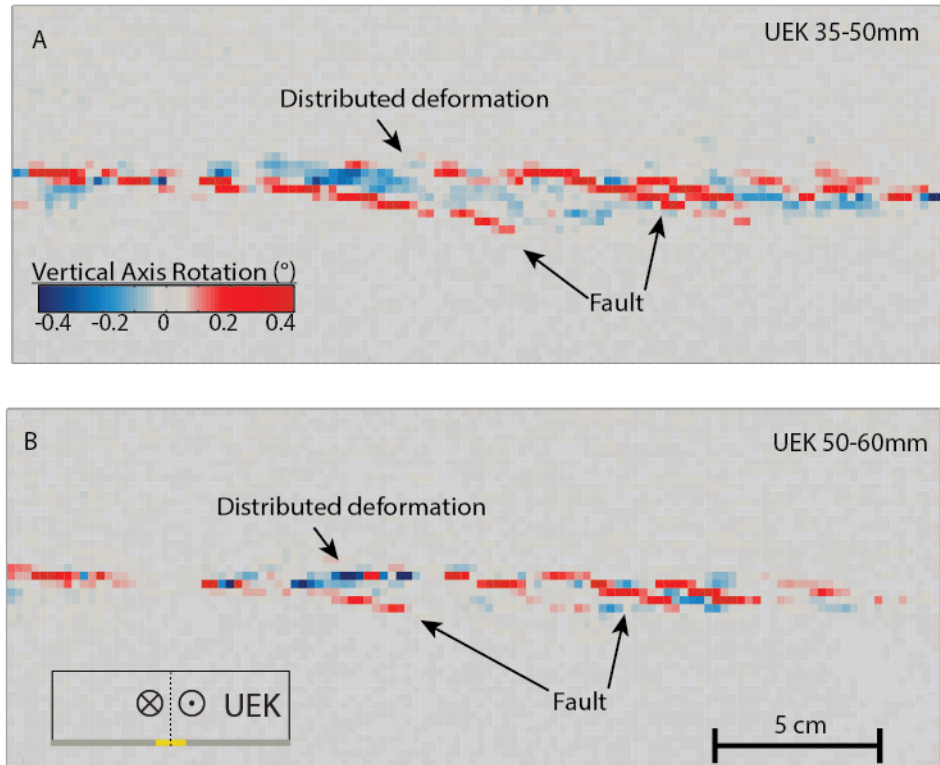 A
UEK 35-50mm
Distributed deformation
Vertical Axis Rotation (°)
-0.4 -0.2 0 0.2 0.4
Fault
B
UEK 50-60mm
Distributed deformation
Fault
UEK
5 cm